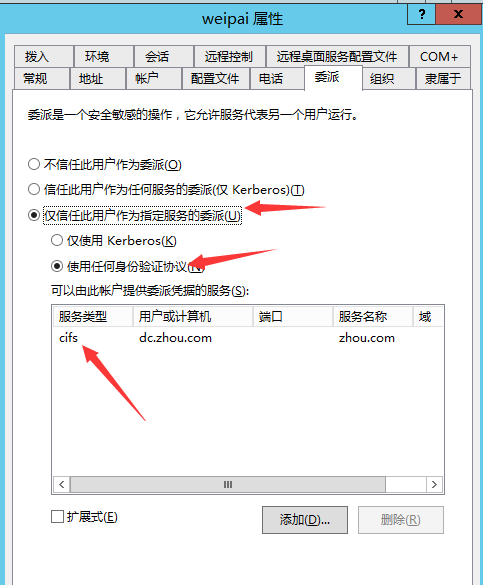 weipai 属性
?
x
拨入 环境 会话 远程控制 远程桌面服务配置文件 COM+
常规 地址 帐户 配置文件 电话 委派 组织 隶属于
委派是一个安全敏感的操作，它允许服务代表另一个用户运行。
不信任此用户作为委派(O)
信任此用户作为任何服务的委派(仅 Kerberos)(T)
仅信任此用户作为指定服务的委派(U)
仅使用 Kerberos(K)
使用任何身份验证协议(N)
可以由此帐户提供委派凭据的服务(S):
服务类型 用户或计算机 端口 服务名称 域
cifs dc.zhou.com zhou.com
扩展式(E)
添加(D)... 删除(R)